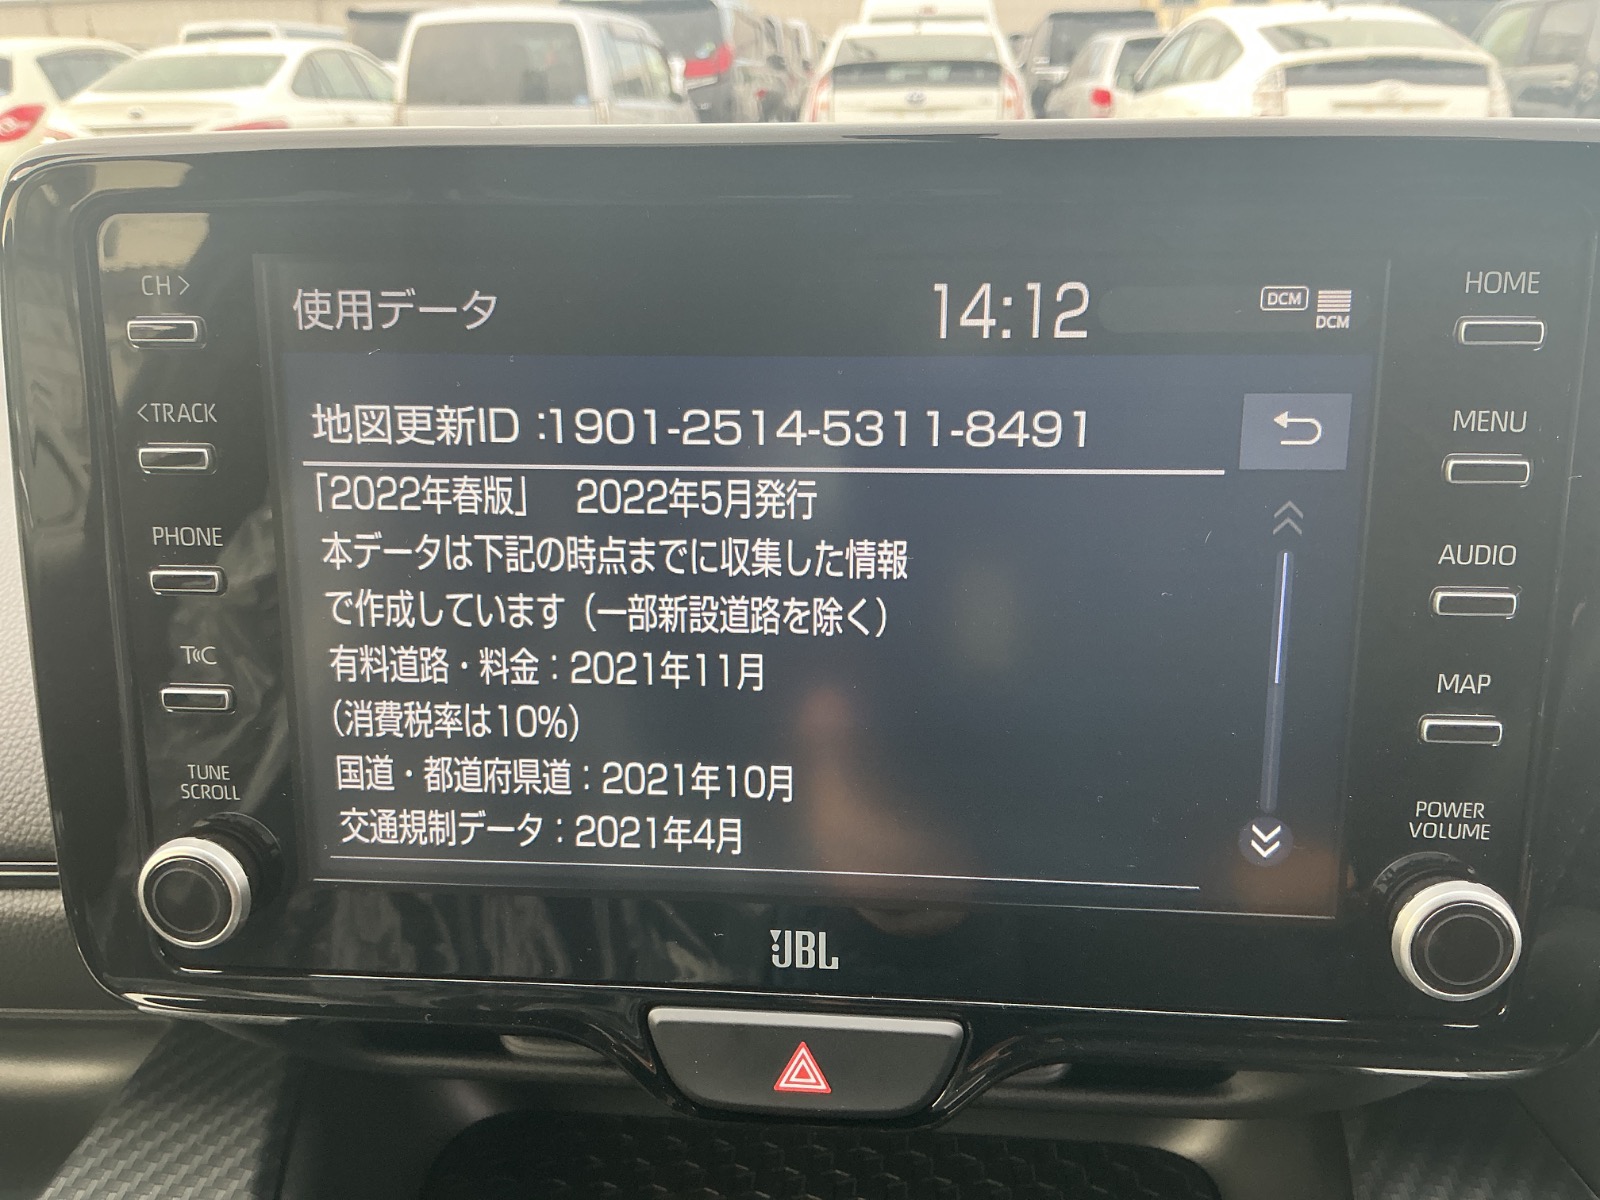 使用データ 14:12 DCM DCM
地図更新ID :1901-2514-5311-8491
「2022年春版」 2022年5月発行
本データは下記の時点までに収集した情報
で作成しています（一部新設道路を除く）
有料道路・料金：2021年11月
（消費税率は10%）
国道・都道府県道：2021年10月
交通規制データ：2021年4月
CH >
<TRACK
PHONE
T«C
TUNE
SCROLL
HOME
MENU
AUDIO
MAP
POWER
VOLUME
JBL